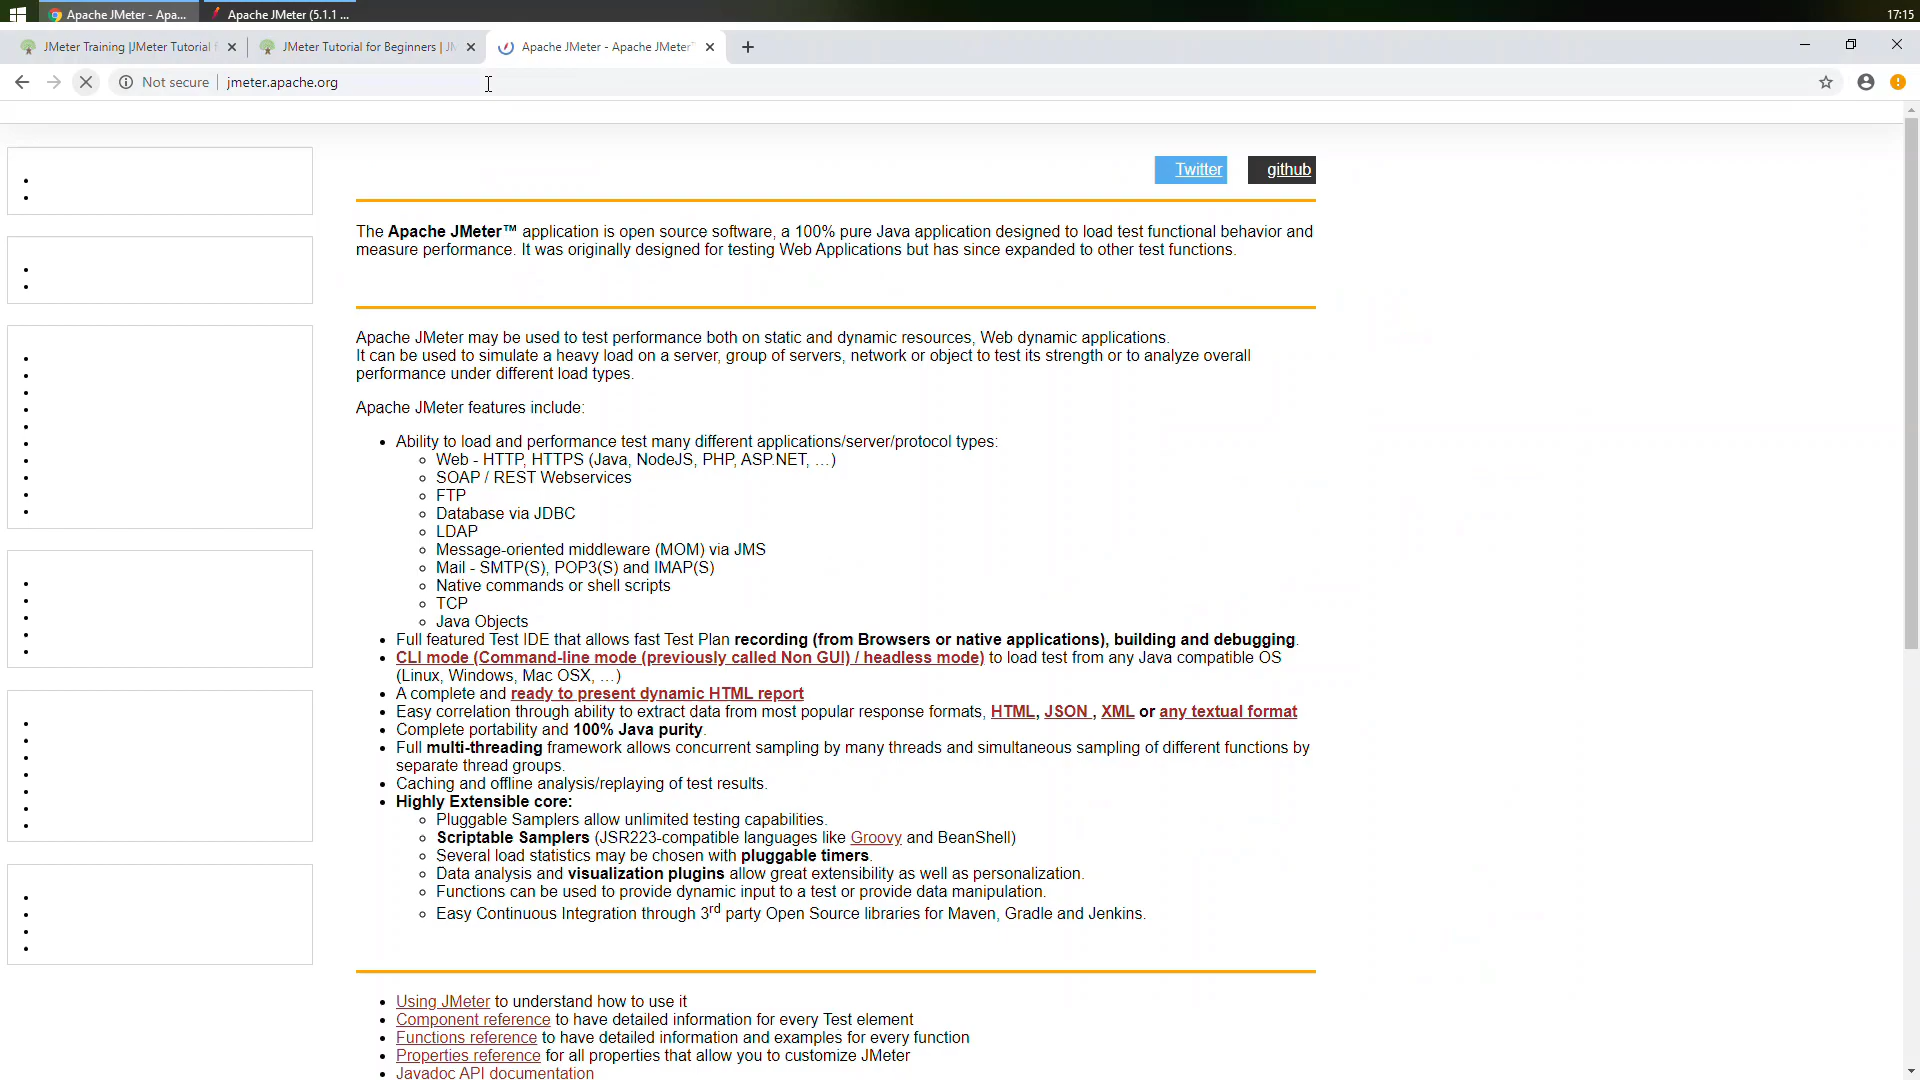 Apache JMeter - Apa...
Apache JMeter (5.1.1 ...
17:15
JMeter Training |JMeter Tutorial
JMeter Tutorial for Beginners | JM
Apache JMeter - Apache JMeter™
Not secure
jmeter.apache.org
Twitter
github
The Apache JMeter™ application is open source software, a 100% pure Java application designed to load test functional behavior and
measure performance. It was originally designed for testing Web Applications but has since expanded to other test functions.
Apache JMeter may be used to test performance both on static and dynamic resources, Web dynamic applications.
It can be used to simulate a heavy load on a server, group of servers, network or object to test its strength or to analyze overall
performance under different load types.
Apache JMeter features include:
Ability to load and performance test many different applications/server/protocol types:
Web - HTTP, HTTPS (Java, NodeJS, PHP, ASP.NET, …)
SOAP / REST Webservices
FTP
Database via JDBC
LDAP
Message-oriented middleware (MOM) via JMS
Mail - SMTP(S), POP3(S) and IMAP(S)
Native commands or shell scripts
TCP
Java Objects
Full featured Test IDE that allows fast Test Plan recording (from Browsers or native applications), building and debugging.
CLI mode (Command-line mode (previously called Non GUI) / headless mode) to load test from any Java compatible OS
(Linux, Windows, Mac OSX, …)
A complete and ready to present dynamic HTML report
Easy correlation through ability to extract data from most popular response formats, HTML, JSON , XML or any textual format
Complete portability and 100% Java purity.
Full multi-threading framework allows concurrent sampling by many threads and simultaneous sampling of different functions by
separate thread groups.
Caching and offline analysis/replaying of test results.
Highly Extensible core:
Pluggable Samplers allow unlimited testing capabilities.
Scriptable Samplers (JSR223-compatible languages like Groovy and BeanShell)
Several load statistics may be chosen with pluggable timers.
Data analysis and visualization plugins allow great extensibility as well as personalization.
Functions can be used to provide dynamic input to a test or provide data manipulation.
Easy Continuous Integration through 3rd party Open Source libraries for Maven, Gradle and Jenkins.
Using JMeter to understand how to use it
Component reference to have detailed information for every Test element
Functions reference to have detailed information and examples for every function
Properties reference for all properties that allow you to customize JMeter
Javadoc API documentation